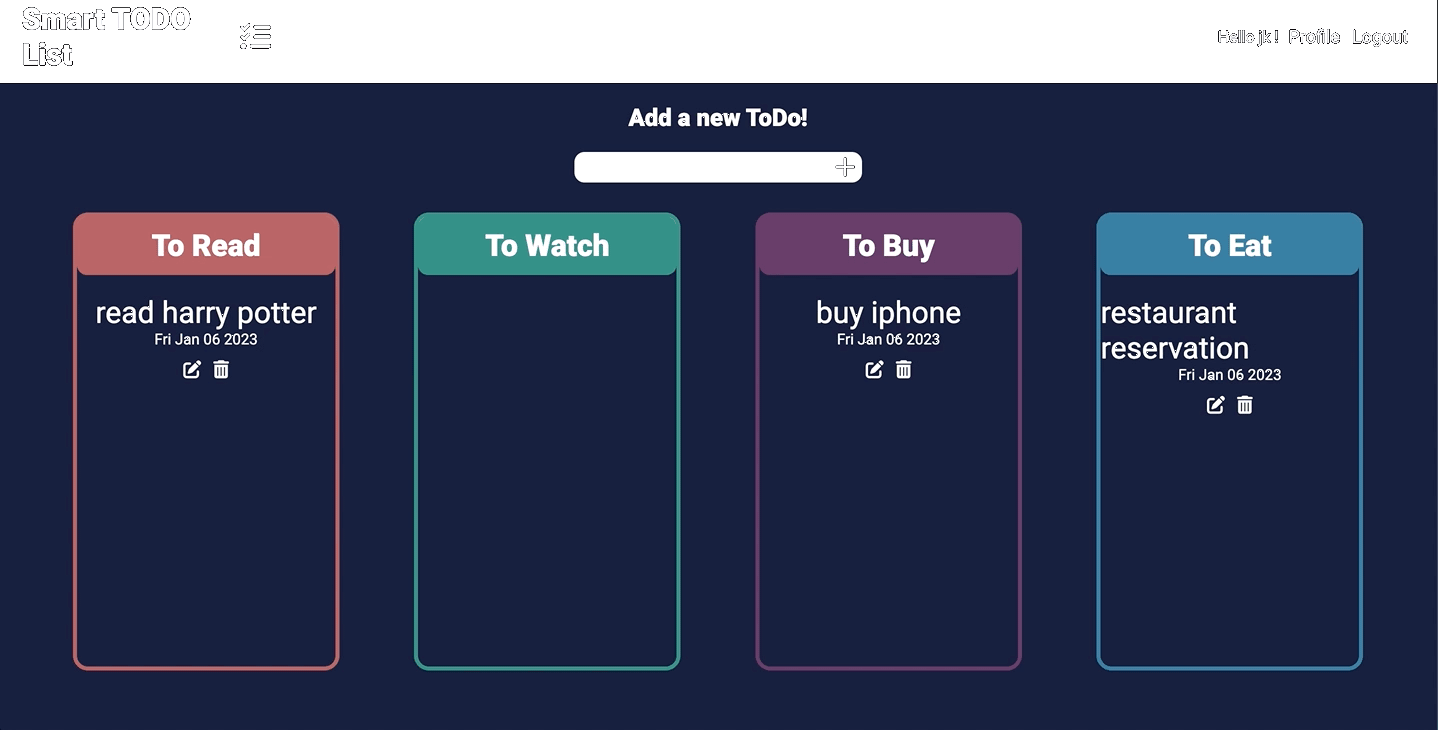 Smart TODO
List
Hello jk! Profile Logout
Add a new ToDo!
To Read
read harry potter
Fri Jan 06 2023
To Watch
To Buy
buy iphone
Fri Jan 06 2023
To Eat
restaurant
reservation
Fri Jan 06 2023